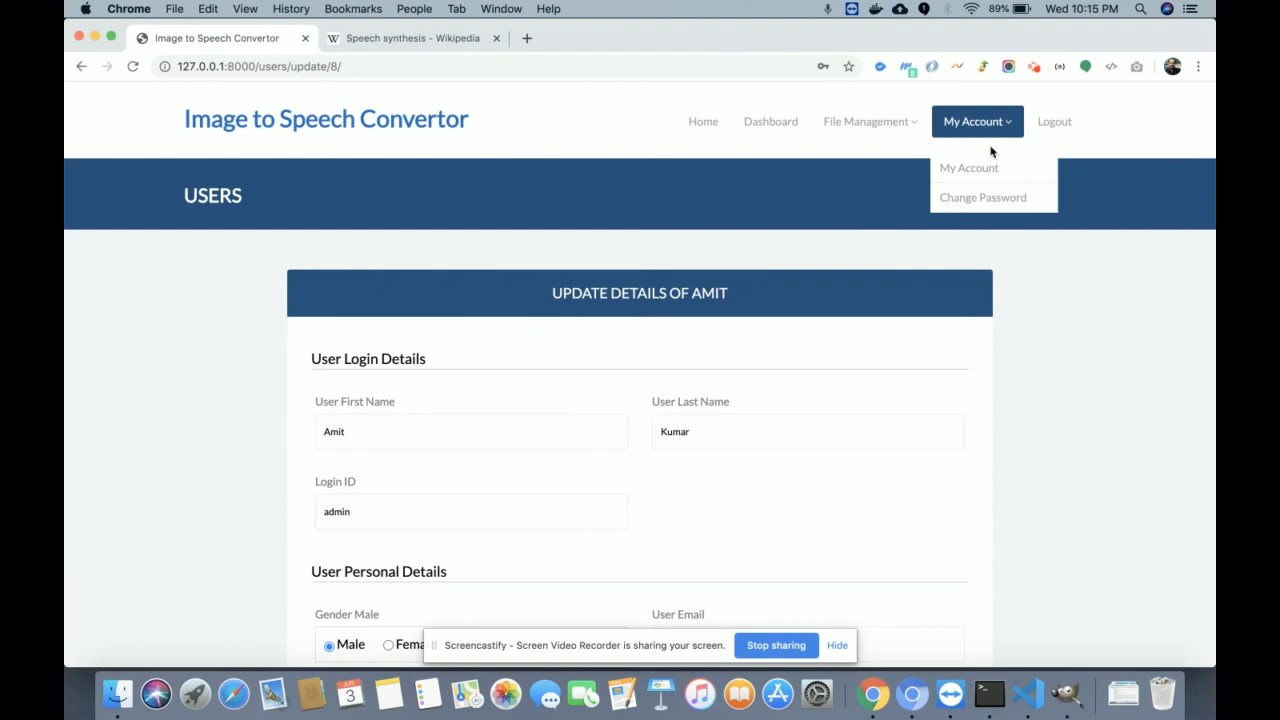 Chrome File Edit View History Bookmarks People Tab Window Help 89% Wed 10:15 PM
Image to Speech Convertor Speech synthesis - Wikipedia
127.0.0.1:8000/users/update/8/
Image to Speech Convertor
Home Dashboard File Management My Account Logout
My Account
Change Password
USERS
UPDATE DETAILS OF AMIT
User Login Details
User First Name User Last Name
Amit Kumar
Login ID
admin
User Personal Details
Gender Male User Email
Male Fema
Screencastify - Screen Video Recorder is sharing your screen. Stop sharing Hide
3